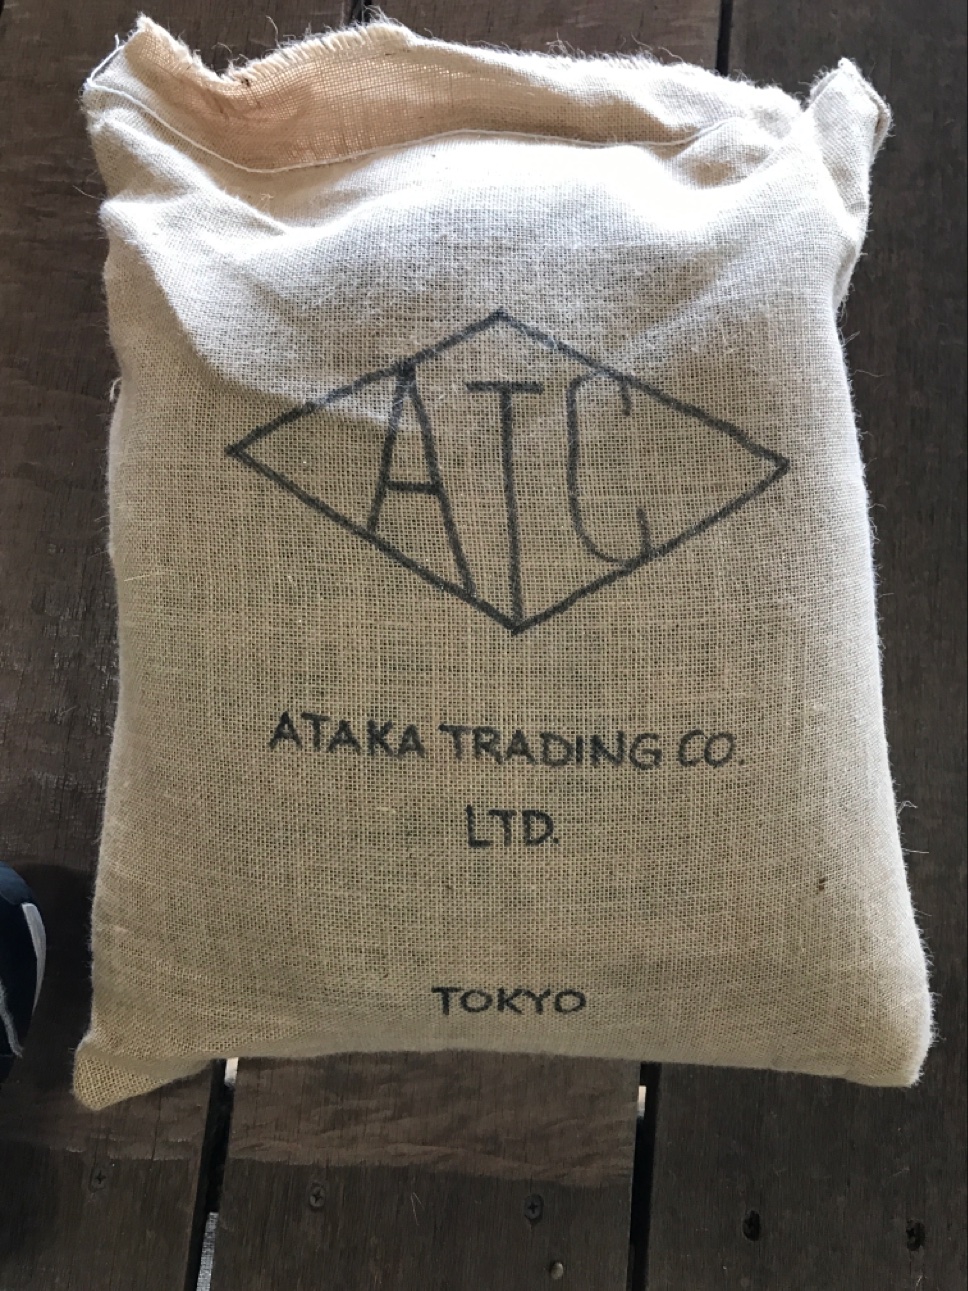 ATC
ATAKA TRADING CO.
LTD.
TOKYO